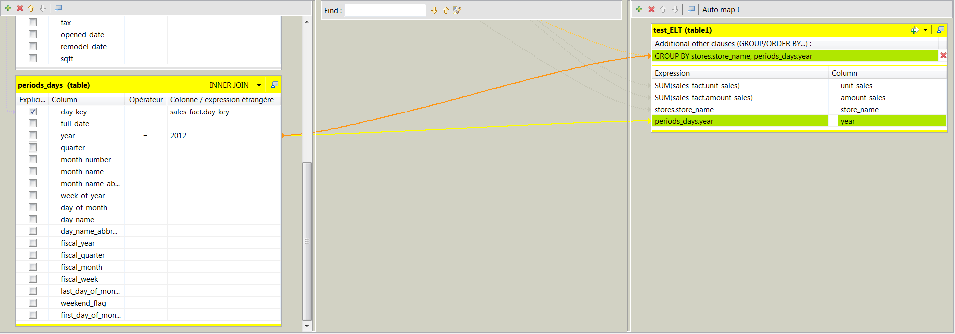 Find :
Auto map !
tax
opened_date
remodel_date
sqft
periods_days (table) INNER JOIN
Explici... Column Opérateur Colonne / expression étrangère
day_key sales_fact.day_key
full_date
year = 2012
quarter
month_number
month_name
month_name_ab...
week_of_year
day_of_month
day_name
day_name_abbr...
fiscal_year
fiscal_quarter
fiscal_month
fiscal_week
last_day_of_mon...
weekend_flag
first_day_of_mon...
test_ELT (table1)
Additional other clauses (GROUP/ORDER BY...) :
GROUP BY stores.store_name, periods_days.year
Expression Column
SUM(sales_fact.unit_sales) unit_sales
SUM(sales_fact.amount_sales) amount_sales
stores.store_name store_name
periods_days.year year